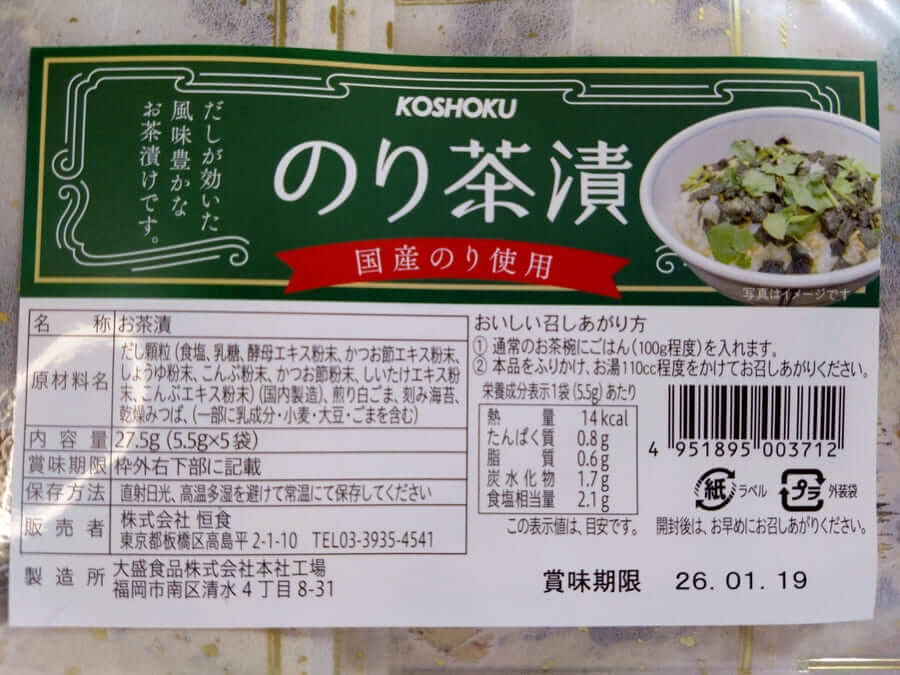 KOSHOKU
のり茶漬
国産のり使用
だしが効いた
風味豊かな
お茶漬けです。
写真はイメージです
名 称 お茶漬
原材料名 だし顆粒(食塩、乳糖、酵母エキス粉末、かつお節エキス粉末、
しょうゆ粉末、こんぶ粉末、かつお節粉末、しいたけエキス粉
末、こんぶエキス粉末)(国内製造)、煎り白ごま、刻み海苔、
乾燥みつば、(一部に乳成分・小麦・大豆・ごまを含む)
内 容 量 27.5g(5.5g×5袋)
賞味期限 枠外右下部に記載
保存方法 直射日光、高温多湿を避けて常温にて保存してください
販 売 者 株式会社 恒食
東京都板橋区高島平2-1-10 TEL03-3935-4541
製 造 所 大盛食品株式会社本社工場
福岡市南区清水4丁目8-31
おいしい召しあがり方
① 通常のお茶碗にごはん(100g程度)を入れます。
② 本品をふりかけ、お湯110cc程度をかけてお召しあがりください。
栄養成分表示1袋(5.5g)あたり
熱 量 14kcal
たんぱく質 0.8g
脂 質 0.6g
炭水化物 1.7g
食塩相当量 2.1g
この表示値は、目安です。
4 951895 003712
紙 ラベル
プラ 外装袋
開封後は、お早めにお召しあがりください。
賞味期限 26.01.19